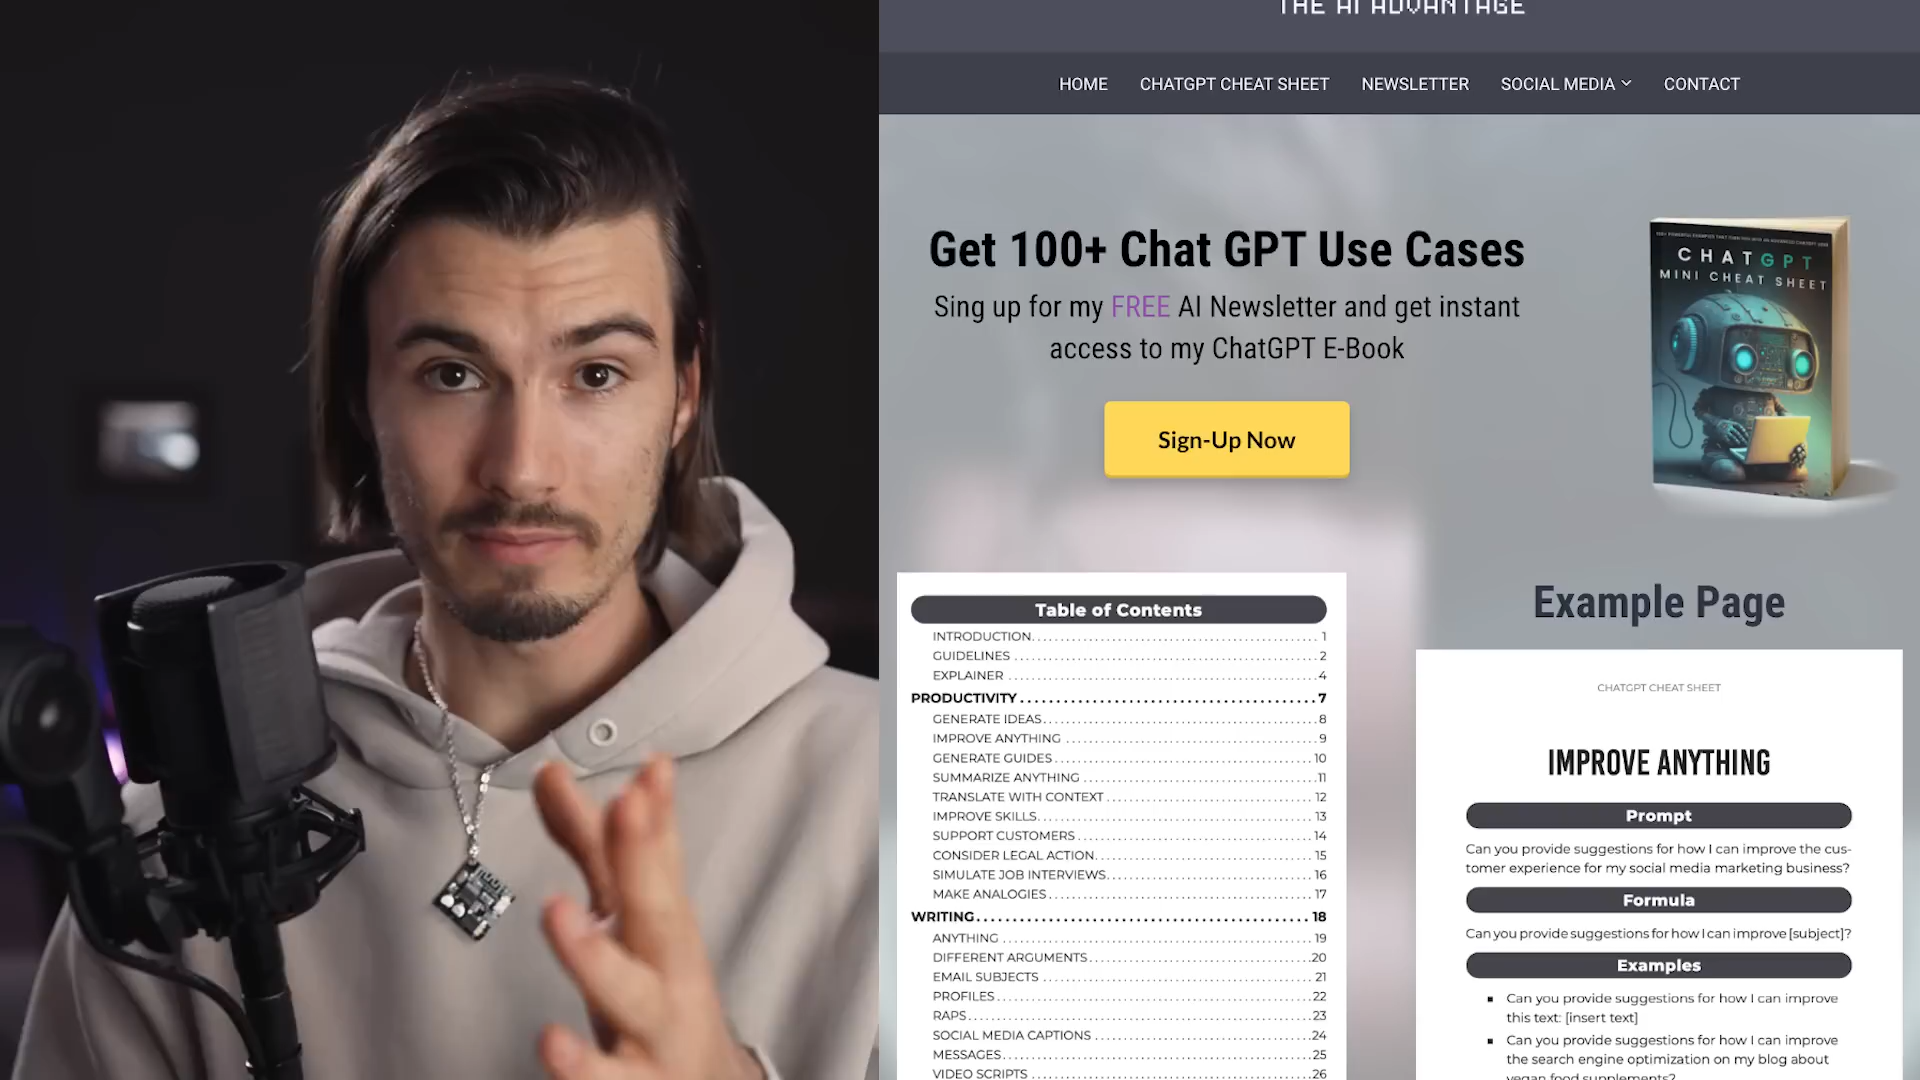 THE AI ADVANTAGE
HOME CHATGPT CHEAT SHEET NEWSLETTER SOCIAL MEDIA CONTACT
Get 100+ Chat GPT Use Cases
Sing up for my FREE AI Newsletter and get instant
access to my ChatGPT E-Book
Sign-Up Now
CHATGPT
MINI CHEAT SHEET
Table of Contents
INTRODUCTION 1
GUIDELINES 2
EXPLAINER 4
PRODUCTIVITY 7
GENERATE IDEAS 8
IMPROVE ANYTHING 9
GENERATE GUIDES 10
SUMMARIZE ANYTHING 11
TRANSLATE WITH CONTEXT 12
IMPROVE SKILLS 13
SUPPORT CUSTOMERS 14
CONSIDER LEGAL ACTION 15
SIMULATE JOB INTERVIEWS 16
MAKE ANALOGIES 17
WRITING 18
ANYTHING 19
DIFFERENT ARGUMENTS 20
EMAIL SUBJECTS 21
PROFILES 22
RAPS 23
SOCIAL MEDIA CAPTIONS 24
MESSAGES 25
VIDEO SCRIPTS 26
Example Page
CHATGPT CHEAT SHEET
IMPROVE ANYTHING
Prompt
Can you provide suggestions for how I can improve the cus-
tomer experience for my social media marketing business?
Formula
Can you provide suggestions for how I can improve [subject]?
Examples
▪ Can you provide suggestions for how I can improve
this text: [insert text]
▪ Can you provide suggestions for how I can improve
the search engine optimization on my blog about
vegan food supplements?